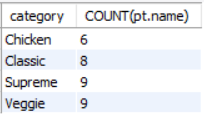 category COUNT(pt.name)
Chicken 6
Classic 8
Supreme 9
Veggie 9